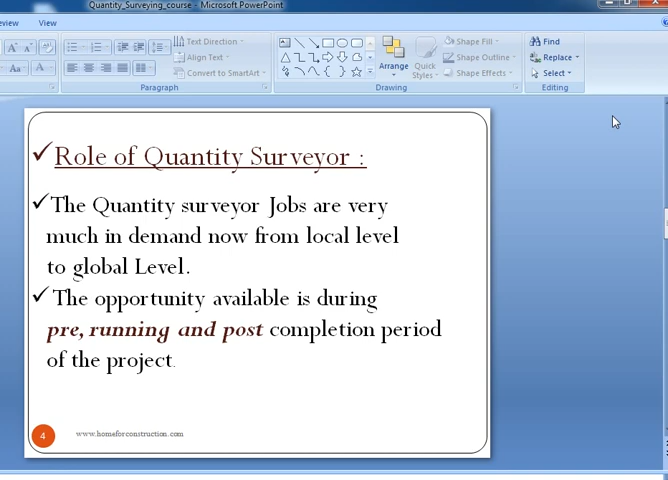 Quantity_Surveying_course - Microsoft PowerPoint
View
Text Direction
Align Text
Convert to SmartArt
Paragraph
Arrange
Quick
Styles
Shape Fill
Shape Outline
Shape Effects
Drawing
Find
Replace
Select
Editing
Aa
A
Role of Quantity Surveyor :
The Quantity surveyor Jobs are very
much in demand now from local level
to global Level.
The opportunity available is during
pre, running and post completion period
of the project.
4
www.homeforconstruction.com